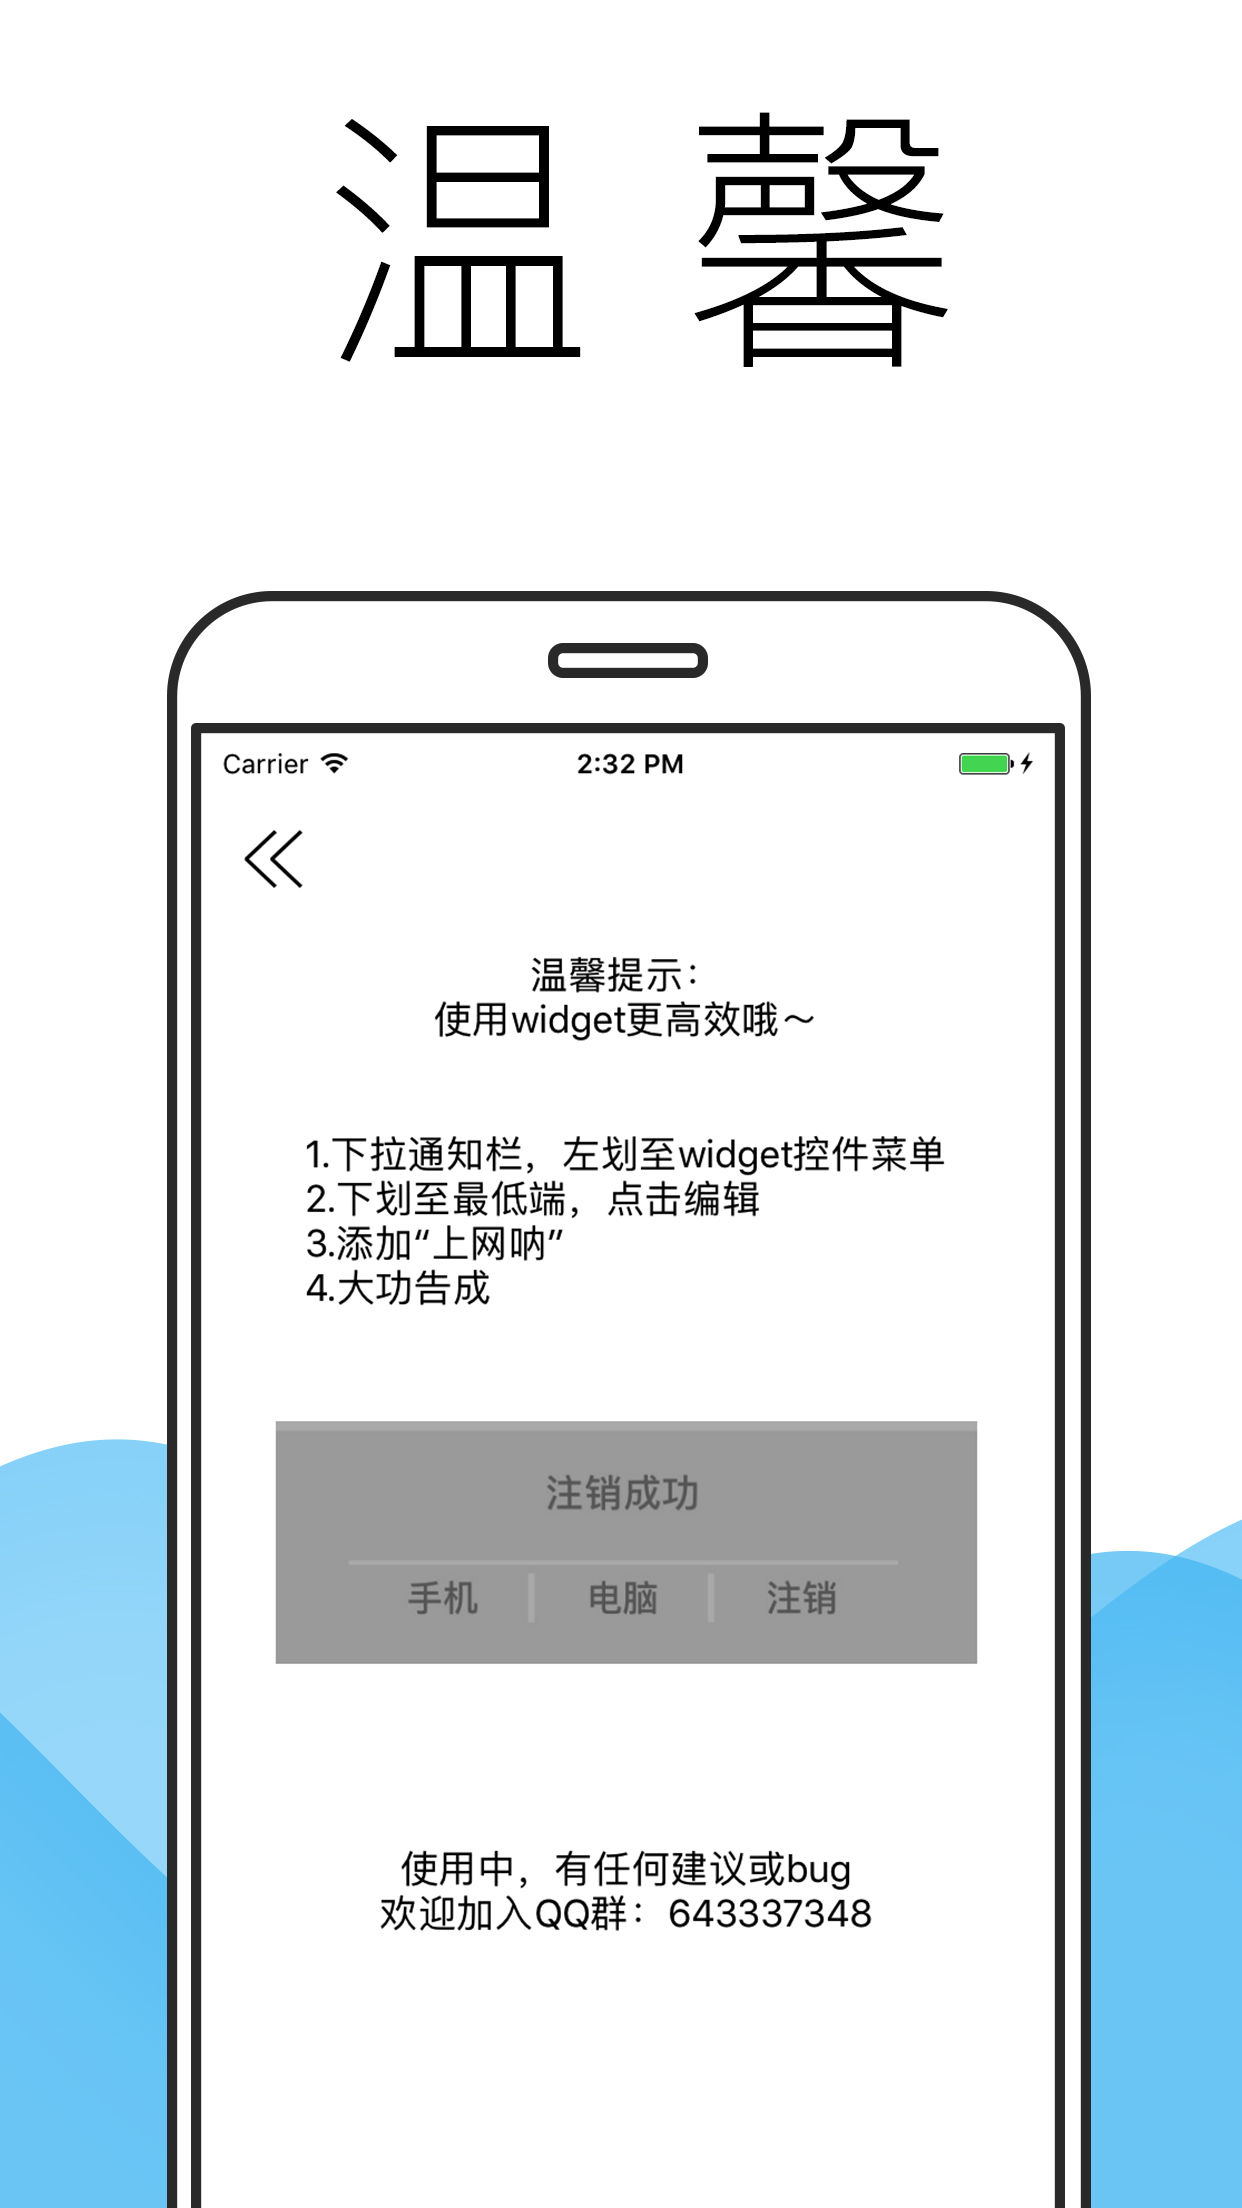 温馨
Carrier 2:32 PM
温馨提示：
使用widget更高效哦～
1.下拉通知栏，左划至widget控件菜单
2.下划至最低端，点击编辑
3.添加“上网呐”
4.大功告成
注销成功
手机 电脑 注销
使用中，有任何建议或bug
欢迎加入QQ群：643337348